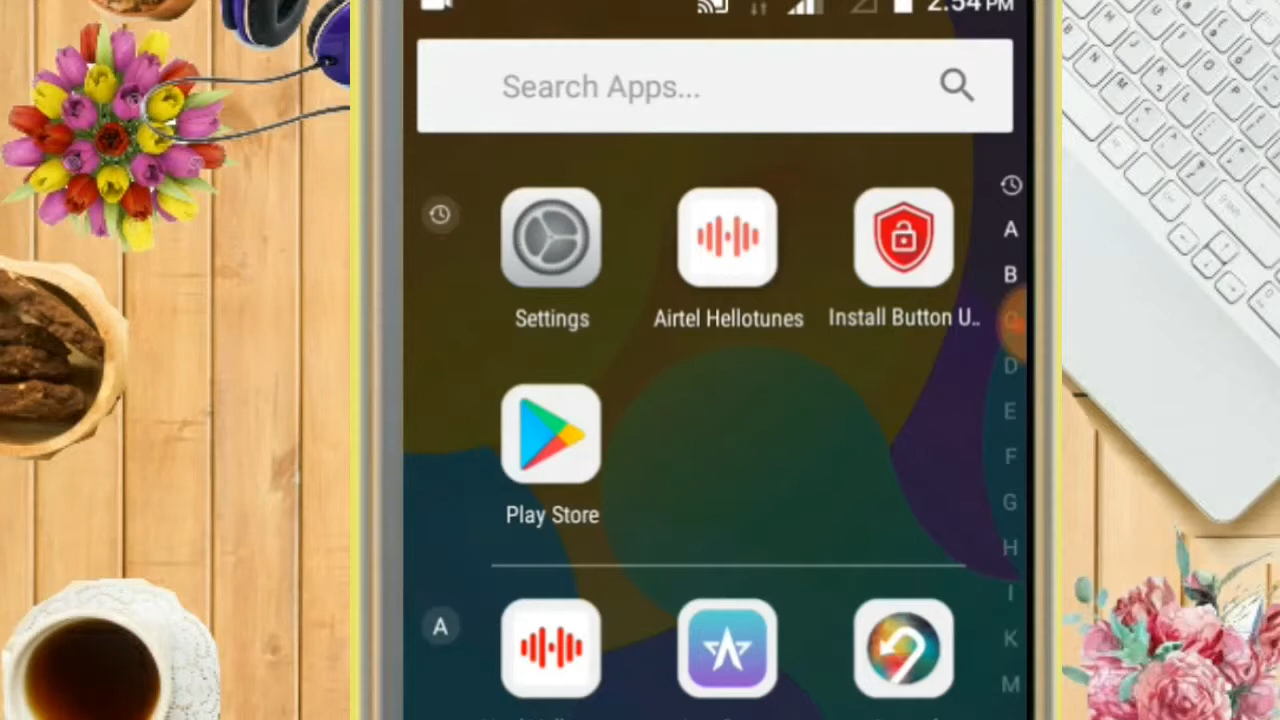 2:54 PM
Search Apps...
A
B
Settings
Airtel Hellotunes
Install Button U..
D
E
F
G
H
Play Store
I
K
M
A